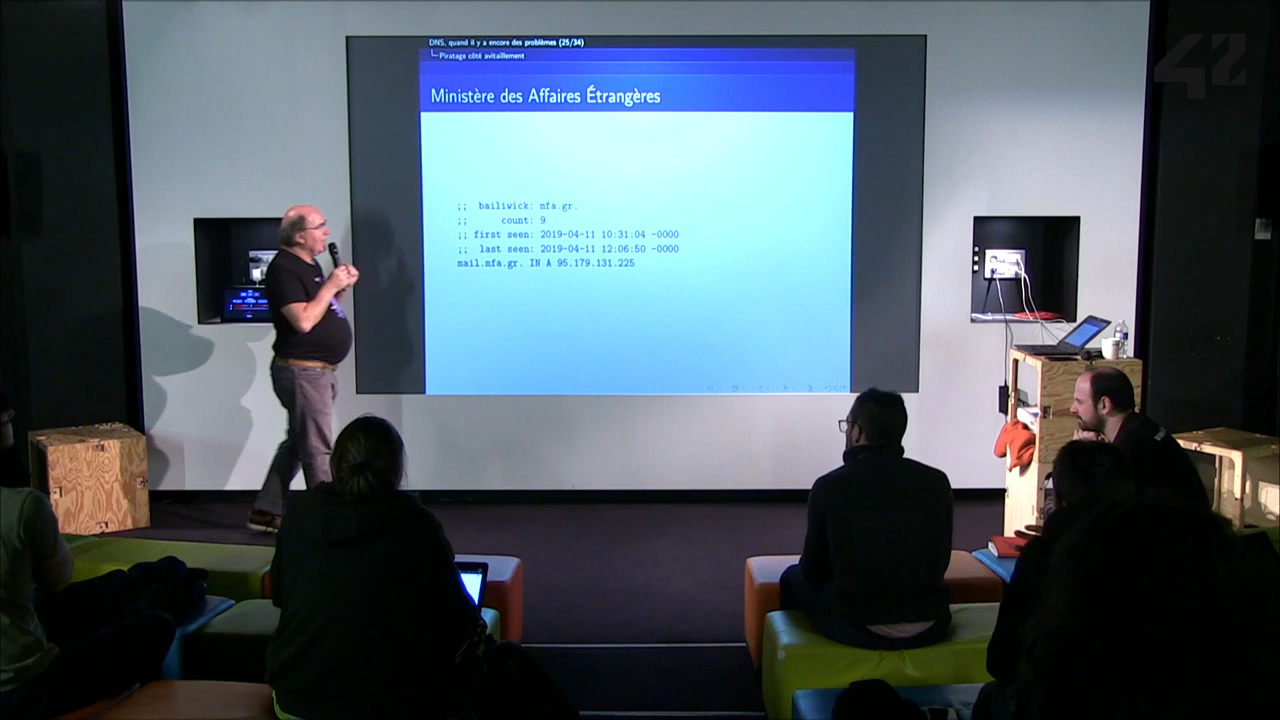 42
DNS, quand il y a encore des problèmes (25/34)
Piratage côté avitaillement
Ministère des Affaires Étrangères
;; bailiwick: mfa.gr.
;; count: 9
;; first seen: 2019-04-11 10:31:04 -0000
;; last seen: 2019-04-11 12:06:50 -0000
mail.mfa.gr. IN A 95.179.131.225